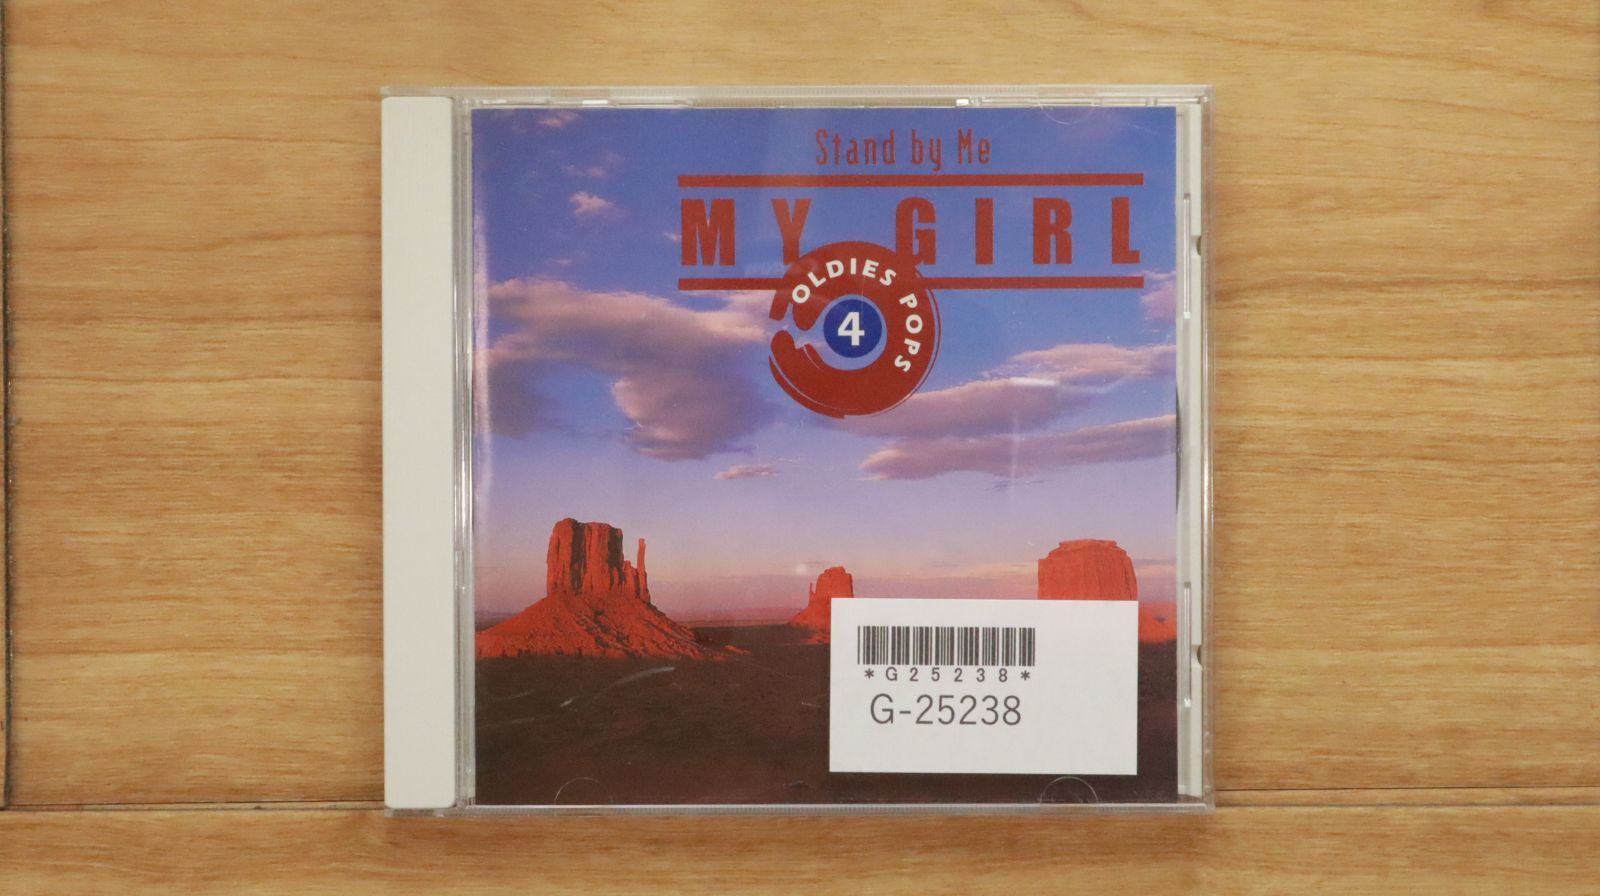 Stand by Me
MY GIRL
OLDIES POPS
4
*G25238*
G-25238